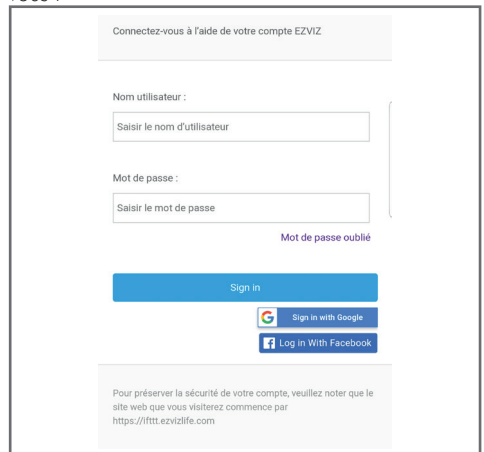 Connectez-vous à l'aide de votre compte EZVIZ
Nom utilisateur :
Saisir le nom d'utilisateur
Mot de passe :
Saisir le mot de passe
Mot de passe oublié
Sign in
Sign in with Google
Log in With Facebook
Pour préserver la sécurité de votre compte, veuillez noter que le
site web que vous visiterez commence par
https://ifttt.ezvizlife.com